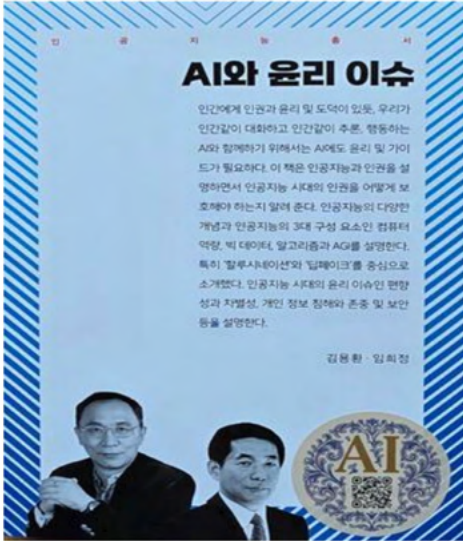 인 공 지 능 총 서
AI와 윤리 이슈
인간에게 인권과 윤리 및 도덕이 있듯, 우리가
인간같이 대화하고 인간같이 추론, 행동하는
AI와 함께하기 위해서는 AI에도 윤리 및 가이
드가 필요하다. 이 책은 인공지능과 인권을 설
명하면서 인공지능 시대의 인권을 어떻게 보
호해야 하는지 알려 준다. 인공지능의 다양한
개념과 인공지능의 3대 구성 요소인 컴퓨터
역량, 빅 데이터, 알고리즘과 AGI를 설명한다.
특히 '할루시네이션'과 '딥페이크'를 중심으로
소개했다. 인공지능 시대의 윤리 이슈인 편향
성과 차별성, 개인 정보 침해와 존중 및 보안
등을 설명한다.
김용환 · 임희정
AI